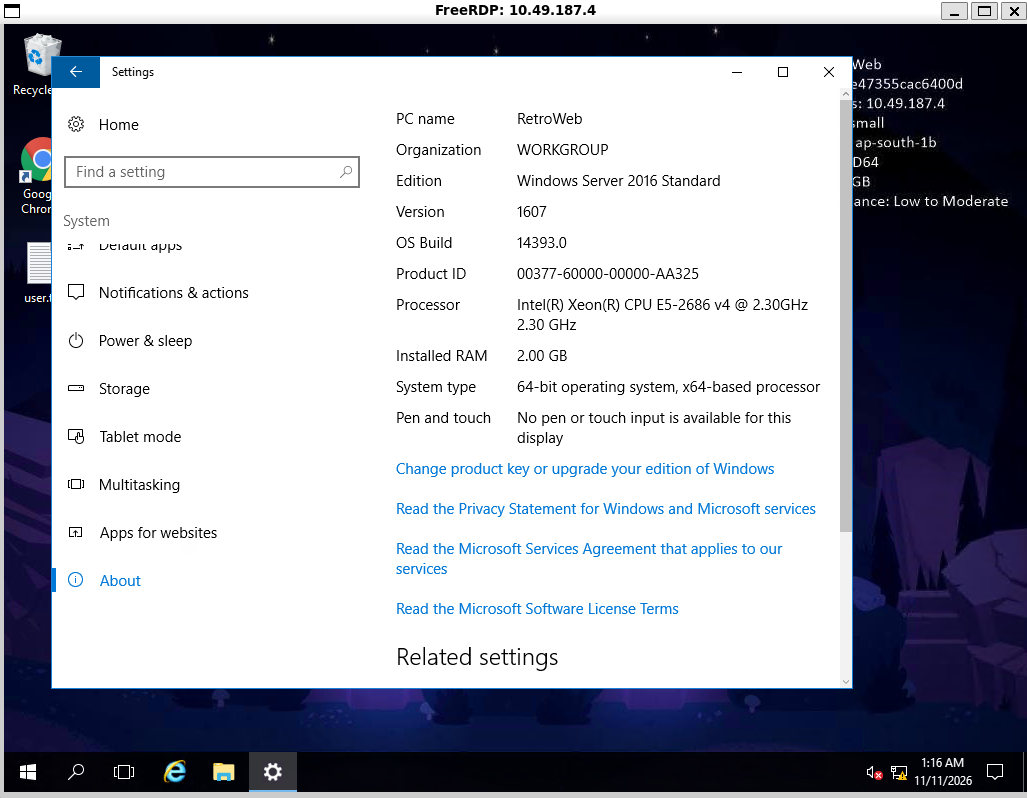 FreeRDP: 10.49.187.4
Recycle
Web
e47355cac6400d
s: 10.49.187.4
small
ap-south-1b
D64
GB
ance: Low to Moderate
Goog
Chron
user.t
Settings
Home
Find a setting
System
Default apps
Notifications & actions
Power & sleep
Storage
Tablet mode
Multitasking
Apps for websites
About
PC name RetroWeb
Organization WORKGROUP
Edition Windows Server 2016 Standard
Version 1607
OS Build 14393.0
Product ID 00377-60000-00000-AA325
Processor Intel(R) Xeon(R) CPU E5-2686 v4 @ 2.30GHz
2.30 GHz
Installed RAM 2.00 GB
System type 64-bit operating system, x64-based processor
Pen and touch No pen or touch input is available for this
display
Change product key or upgrade your edition of Windows
Read the Privacy Statement for Windows and Microsoft services
Read the Microsoft Services Agreement that applies to our
services
Read the Microsoft Software License Terms
Related settings
1:16 AM
11/11/2026